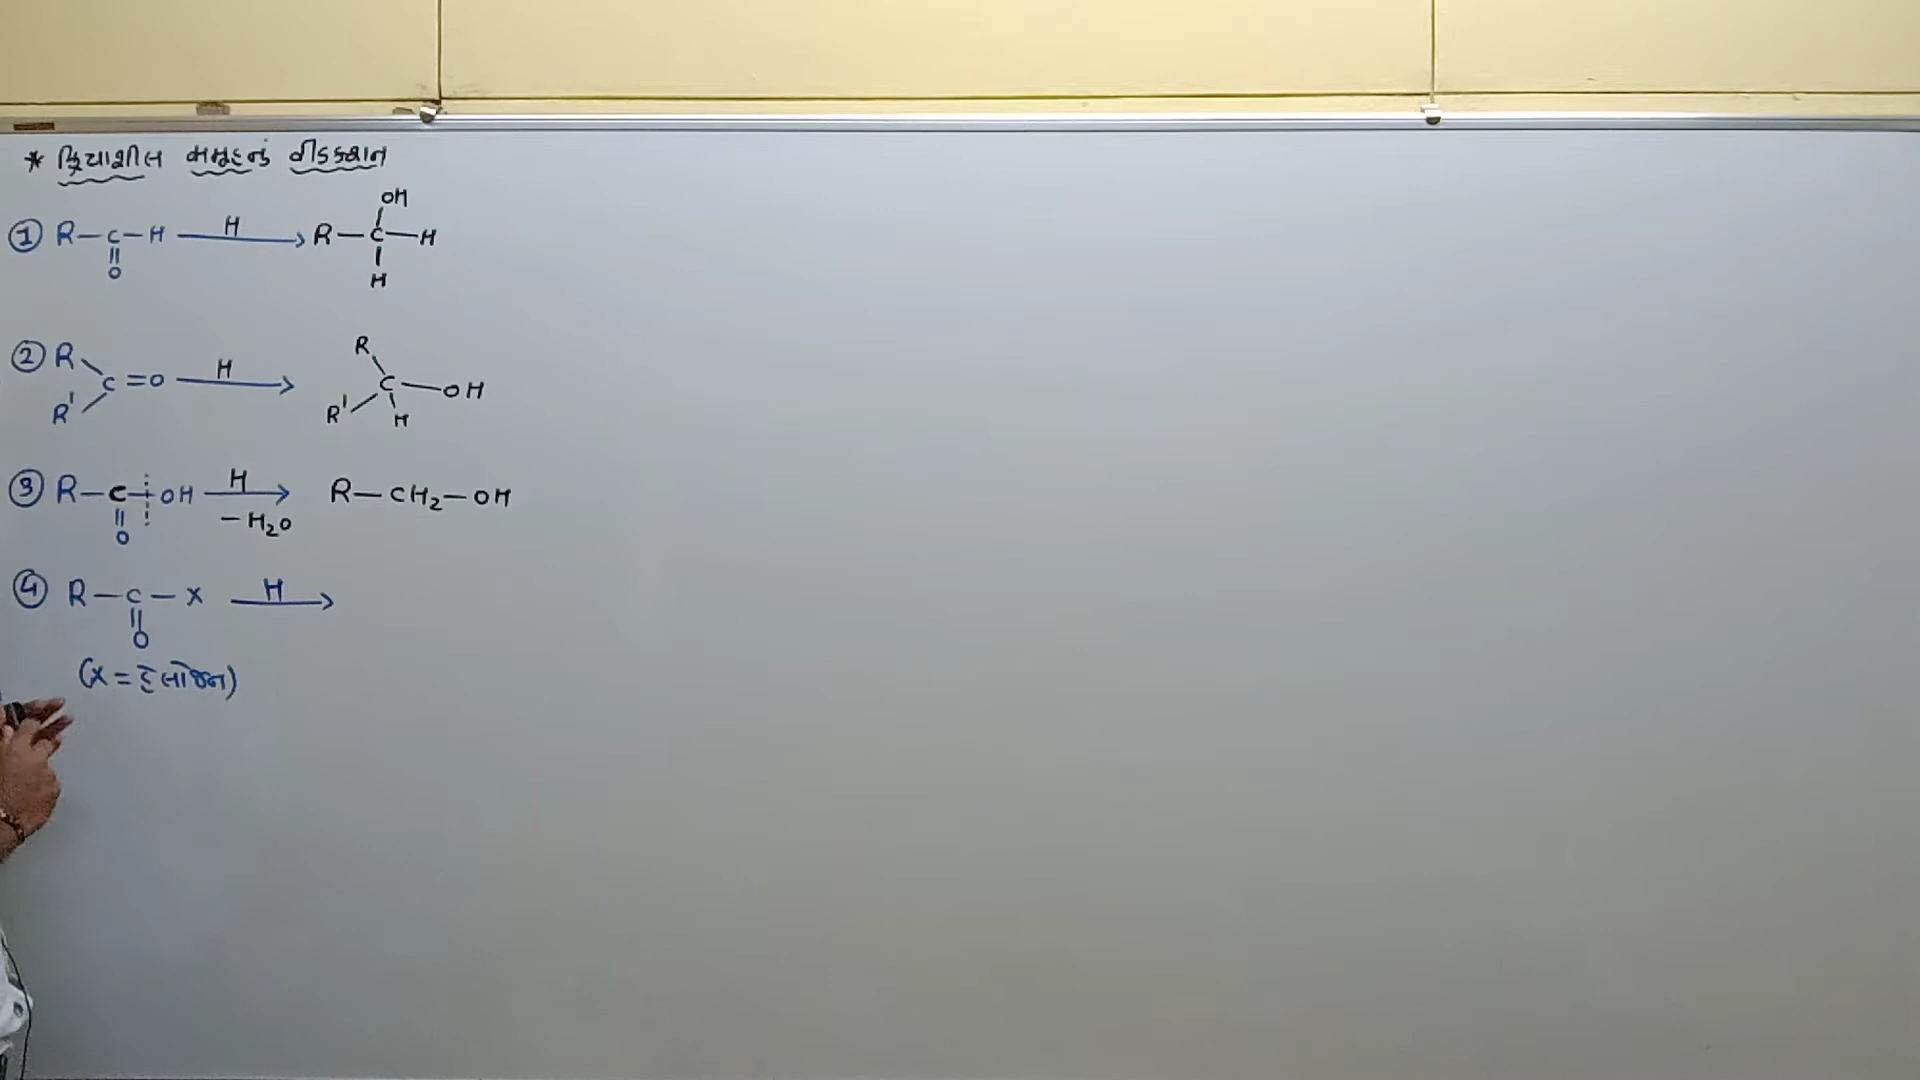 * ક્રિયાશીલ સમૂહનું રીડક્શન
① R—C—H —H→ R—C—H
|| O
OH
H
② R R' C=O —H→ R R' C—OH
H
③ R—C—OH —H→ R—CH₂—OH
|| O
–H₂O
④ R—C—X —H→
|| O
(X = હેલોજન)